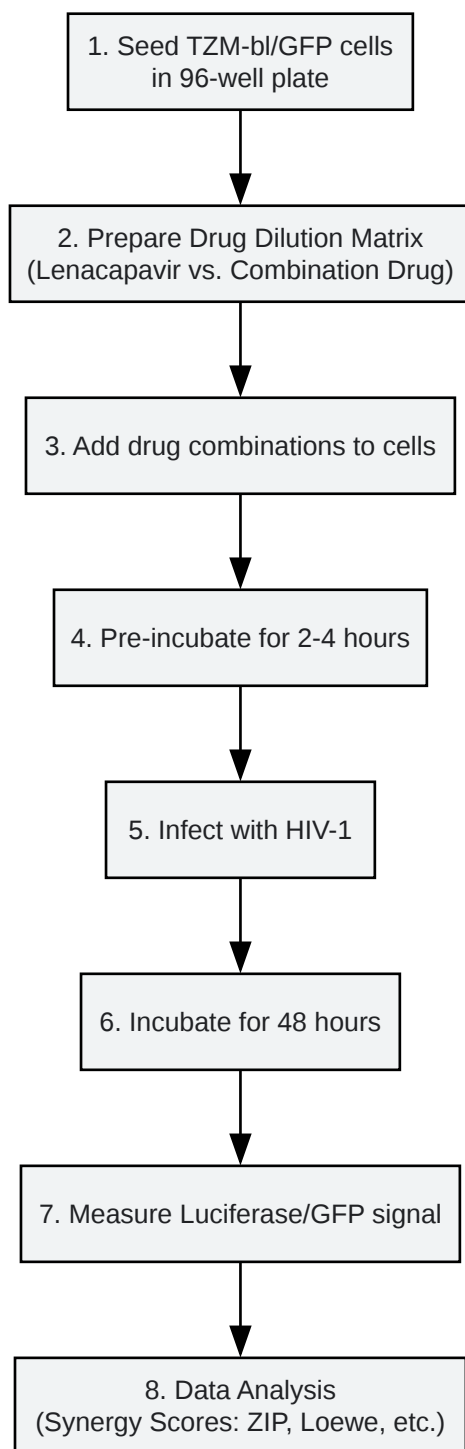 1. Seed TZM-bl/GFP cells
in 96-well plate
2. Prepare Drug Dilution Matrix
(Lenacapavir vs. Combination Drug)
3. Add drug combinations to cells
4. Pre-incubate for 2-4 hours
5. Infect with HIV-1
6. Incubate for 48 hours
7. Measure Luciferase/GFP signal
8. Data Analysis
(Synergy Scores: ZIP, Loewe, etc.)